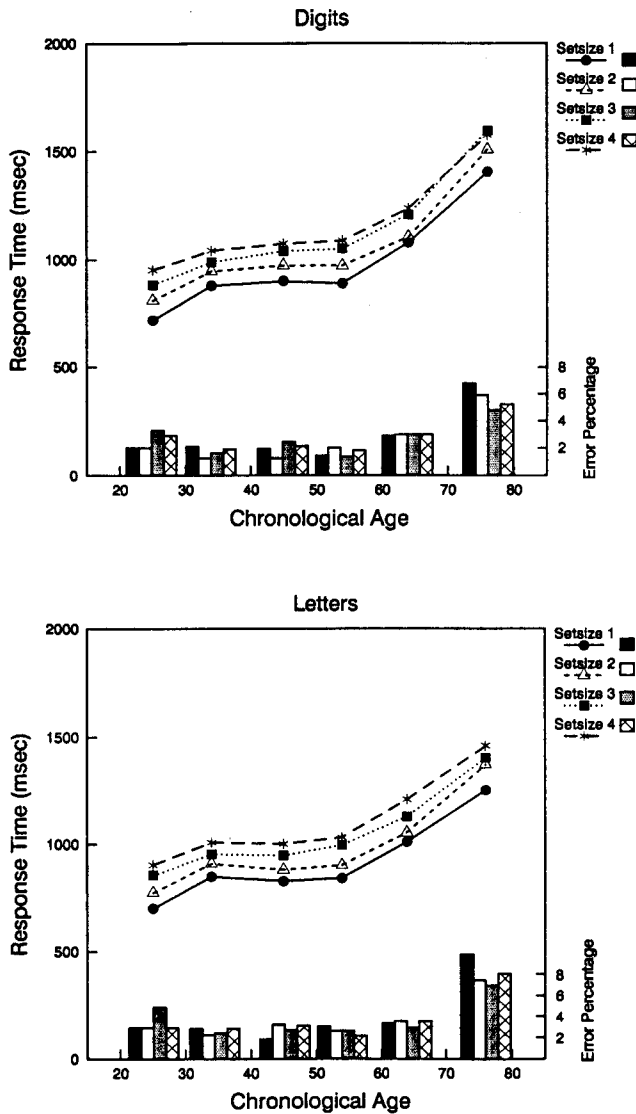 Digits
2000
1500
1000
500
0
Response Time (msec)
Setsize 1
Setsize 2
Setsize 3
Setsize 4
8
6
4
2
Error Percentage
20 30 40 50 60 70 80
Chronological Age
Letters
2000
1500
1000
500
0
Response Time (msec)
Setsize 1
Setsize 2
Setsize 3
Setsize 4
8
6
4
2
Error Percentage
20 30 40 50 60 70 80
Chronological Age